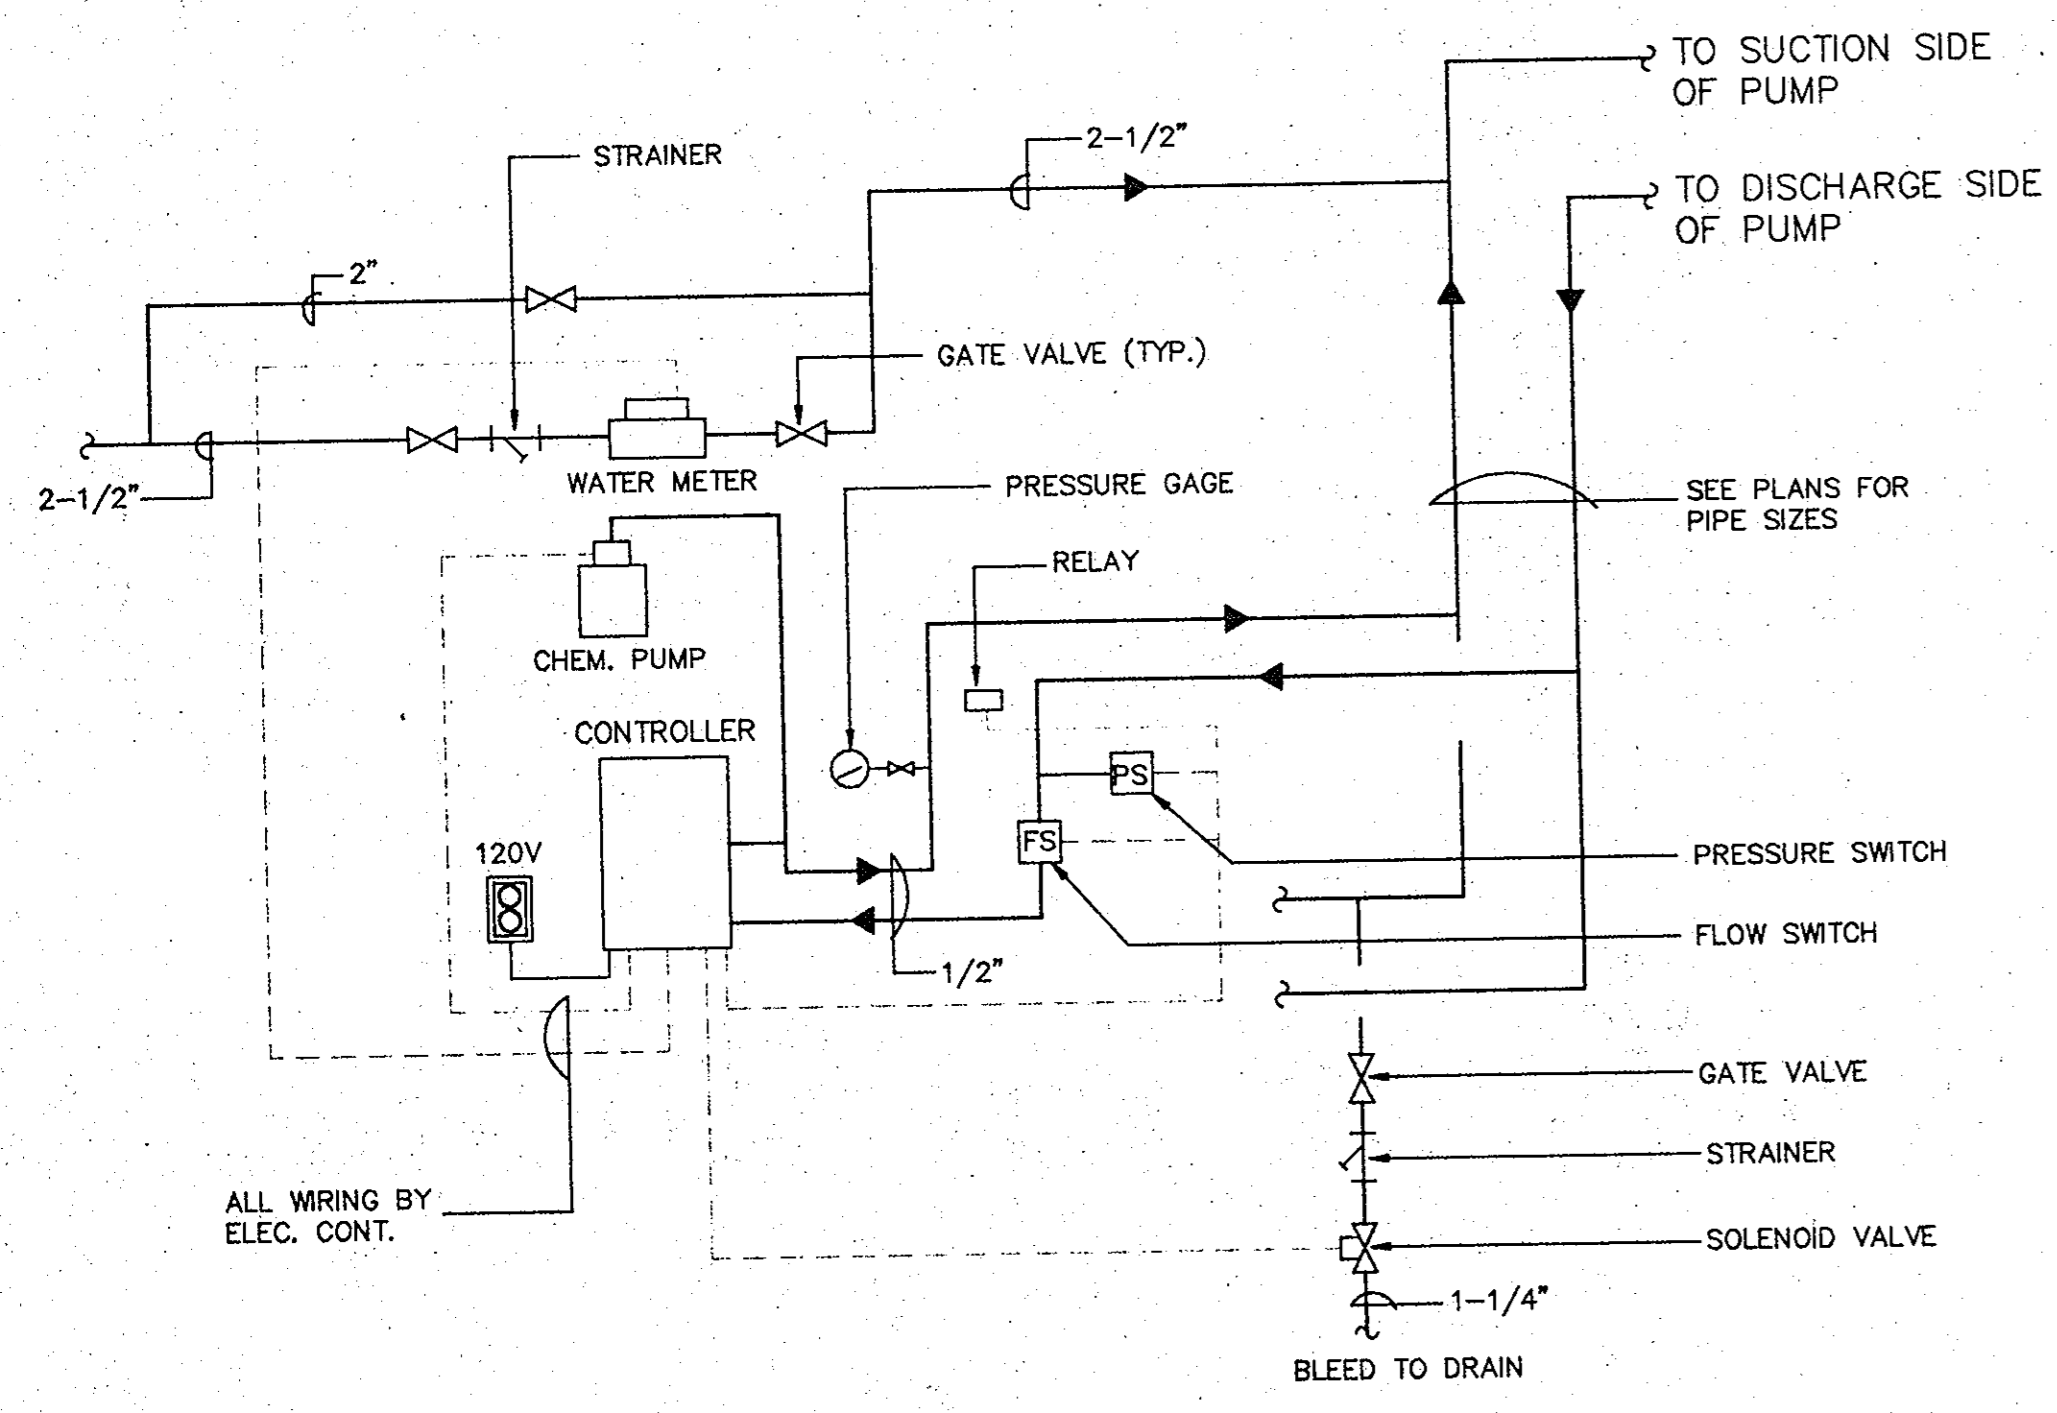 TO SUCTION SIDE
OF PUMP
2-1/2"
STRAINER
TO DISCHARGE SIDE
OF PUMP
2"
GATE VALVE (TYP.)
WATER METER
2-1/2"
PRESSURE GAGE
SEE PLANS FOR
PIPE SIZES
RELAY
CHEM. PUMP
CONTROLLER
PS
FS
120V
PRESSURE SWITCH
FLOW SWITCH
1/2"
GATE VALVE
STRAINER
ALL WIRING BY
ELEC. CONT.
SOLENOID VALVE
1-1/4"
BLEED TO DRAIN